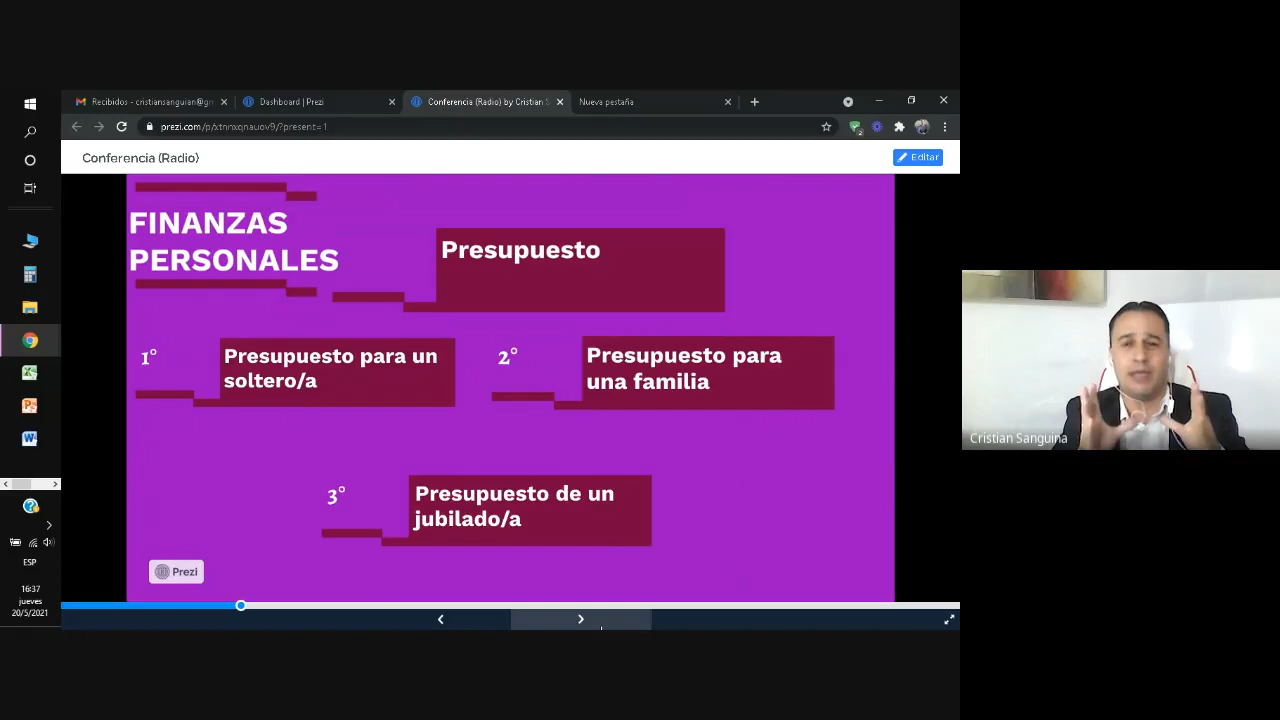 Recibidos - cristiansanguian@gm
Dashboard | Prezi
Conferencia (Radio) by Cristian S
Nueva pestaña
prezi.com/p/xtnrxqnauov9/?present=1
Conferencia (Radio)
Editar
FINANZAS
PERSONALES
Presupuesto
1°
Presupuesto para un
soltero/a
2°
Presupuesto para
una familia
3°
Presupuesto de un
jubilado/a
Prezi
Cristian Sanguina
ESP
16:37
jueves
20/5/2021